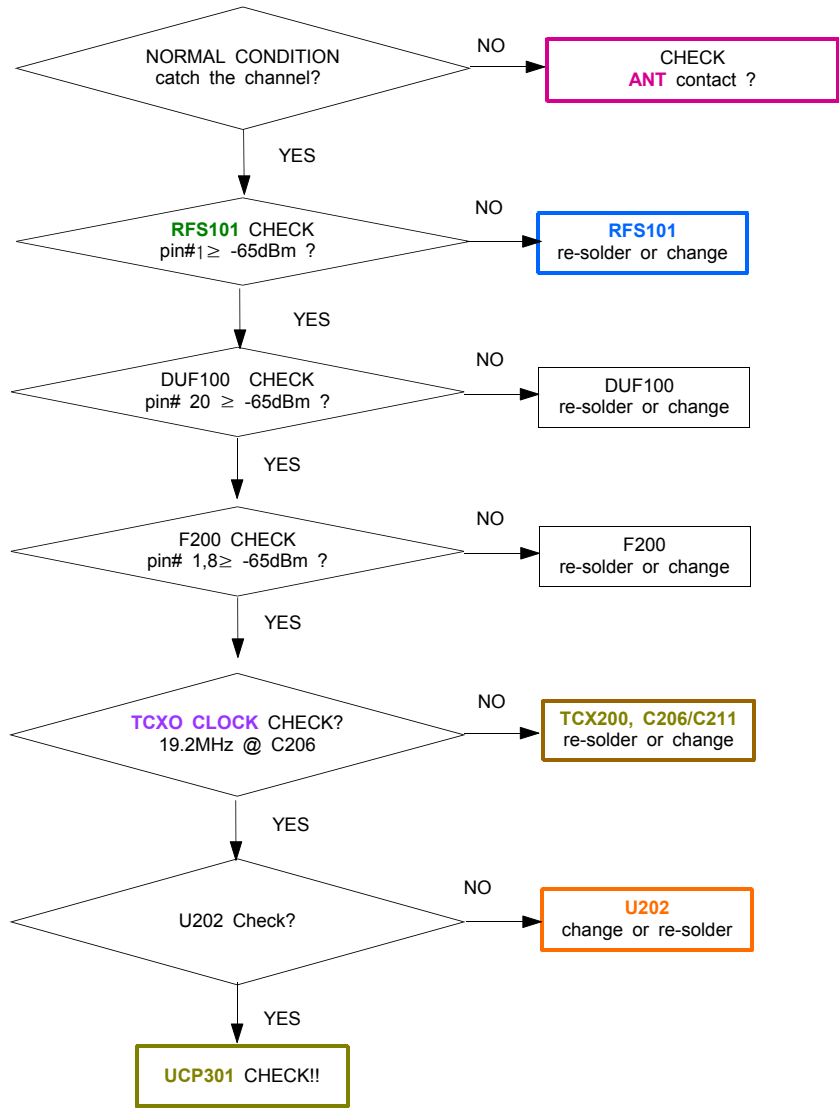 NORMAL CONDITION
catch the channel?
NO
CHECK
ANT contact ?
YES
RFS101 CHECK
pin#1≥ -65dBm ?
NO
RFS101
re-solder or change
YES
DUF100 CHECK
pin# 20 ≥ -65dBm ?
NO
DUF100
re-solder or change
YES
F200 CHECK
pin# 1,8≥ -65dBm ?
NO
F200
re-solder or change
YES
TCXO CLOCK CHECK?
19.2MHz @ C206
NO
TCX200, C206/C211
re-solder or change
YES
U202 Check?
NO
U202
change or re-solder
YES
UCP301 CHECK!!